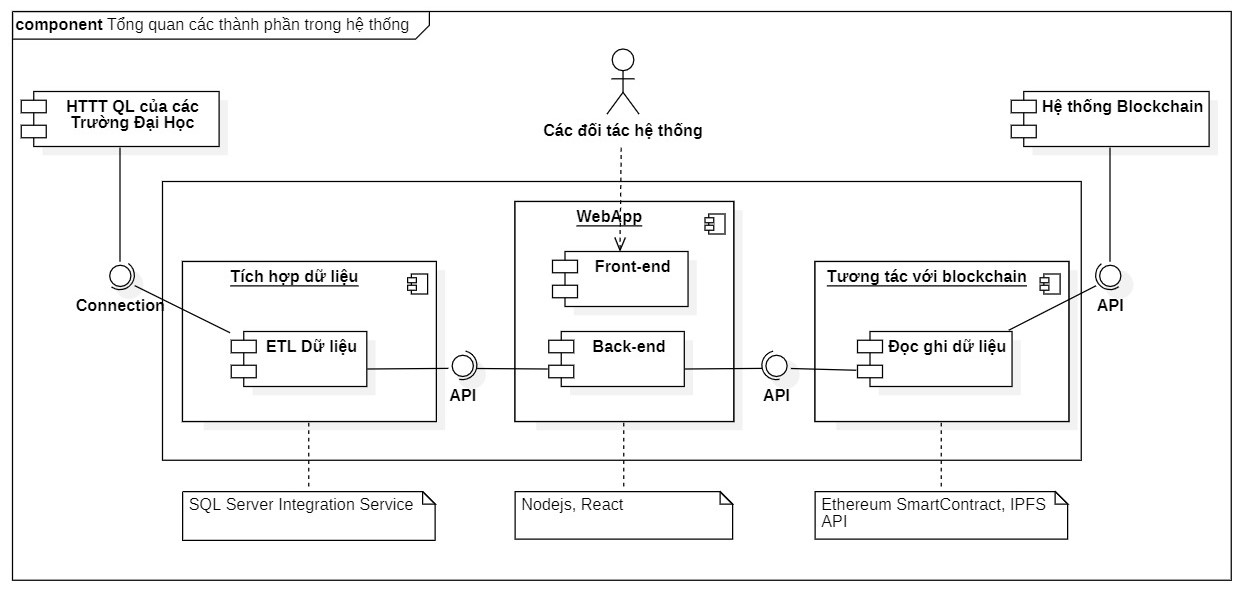 component Tổng quan các thành phần trong hệ thống
HTTT QL của các
Trường Đại Học
Các đối tác hệ thống
Hệ thống Blockchain
WebApp
Front-end
Tích hợp dữ liệu
Tương tác với blockchain
Connection
API
ETL Dữ liệu
Back-end
Đọc ghi dữ liệu
API
API
SQL Server Integration Service
Nodejs, React
Ethereum SmartContract, IPFS
API